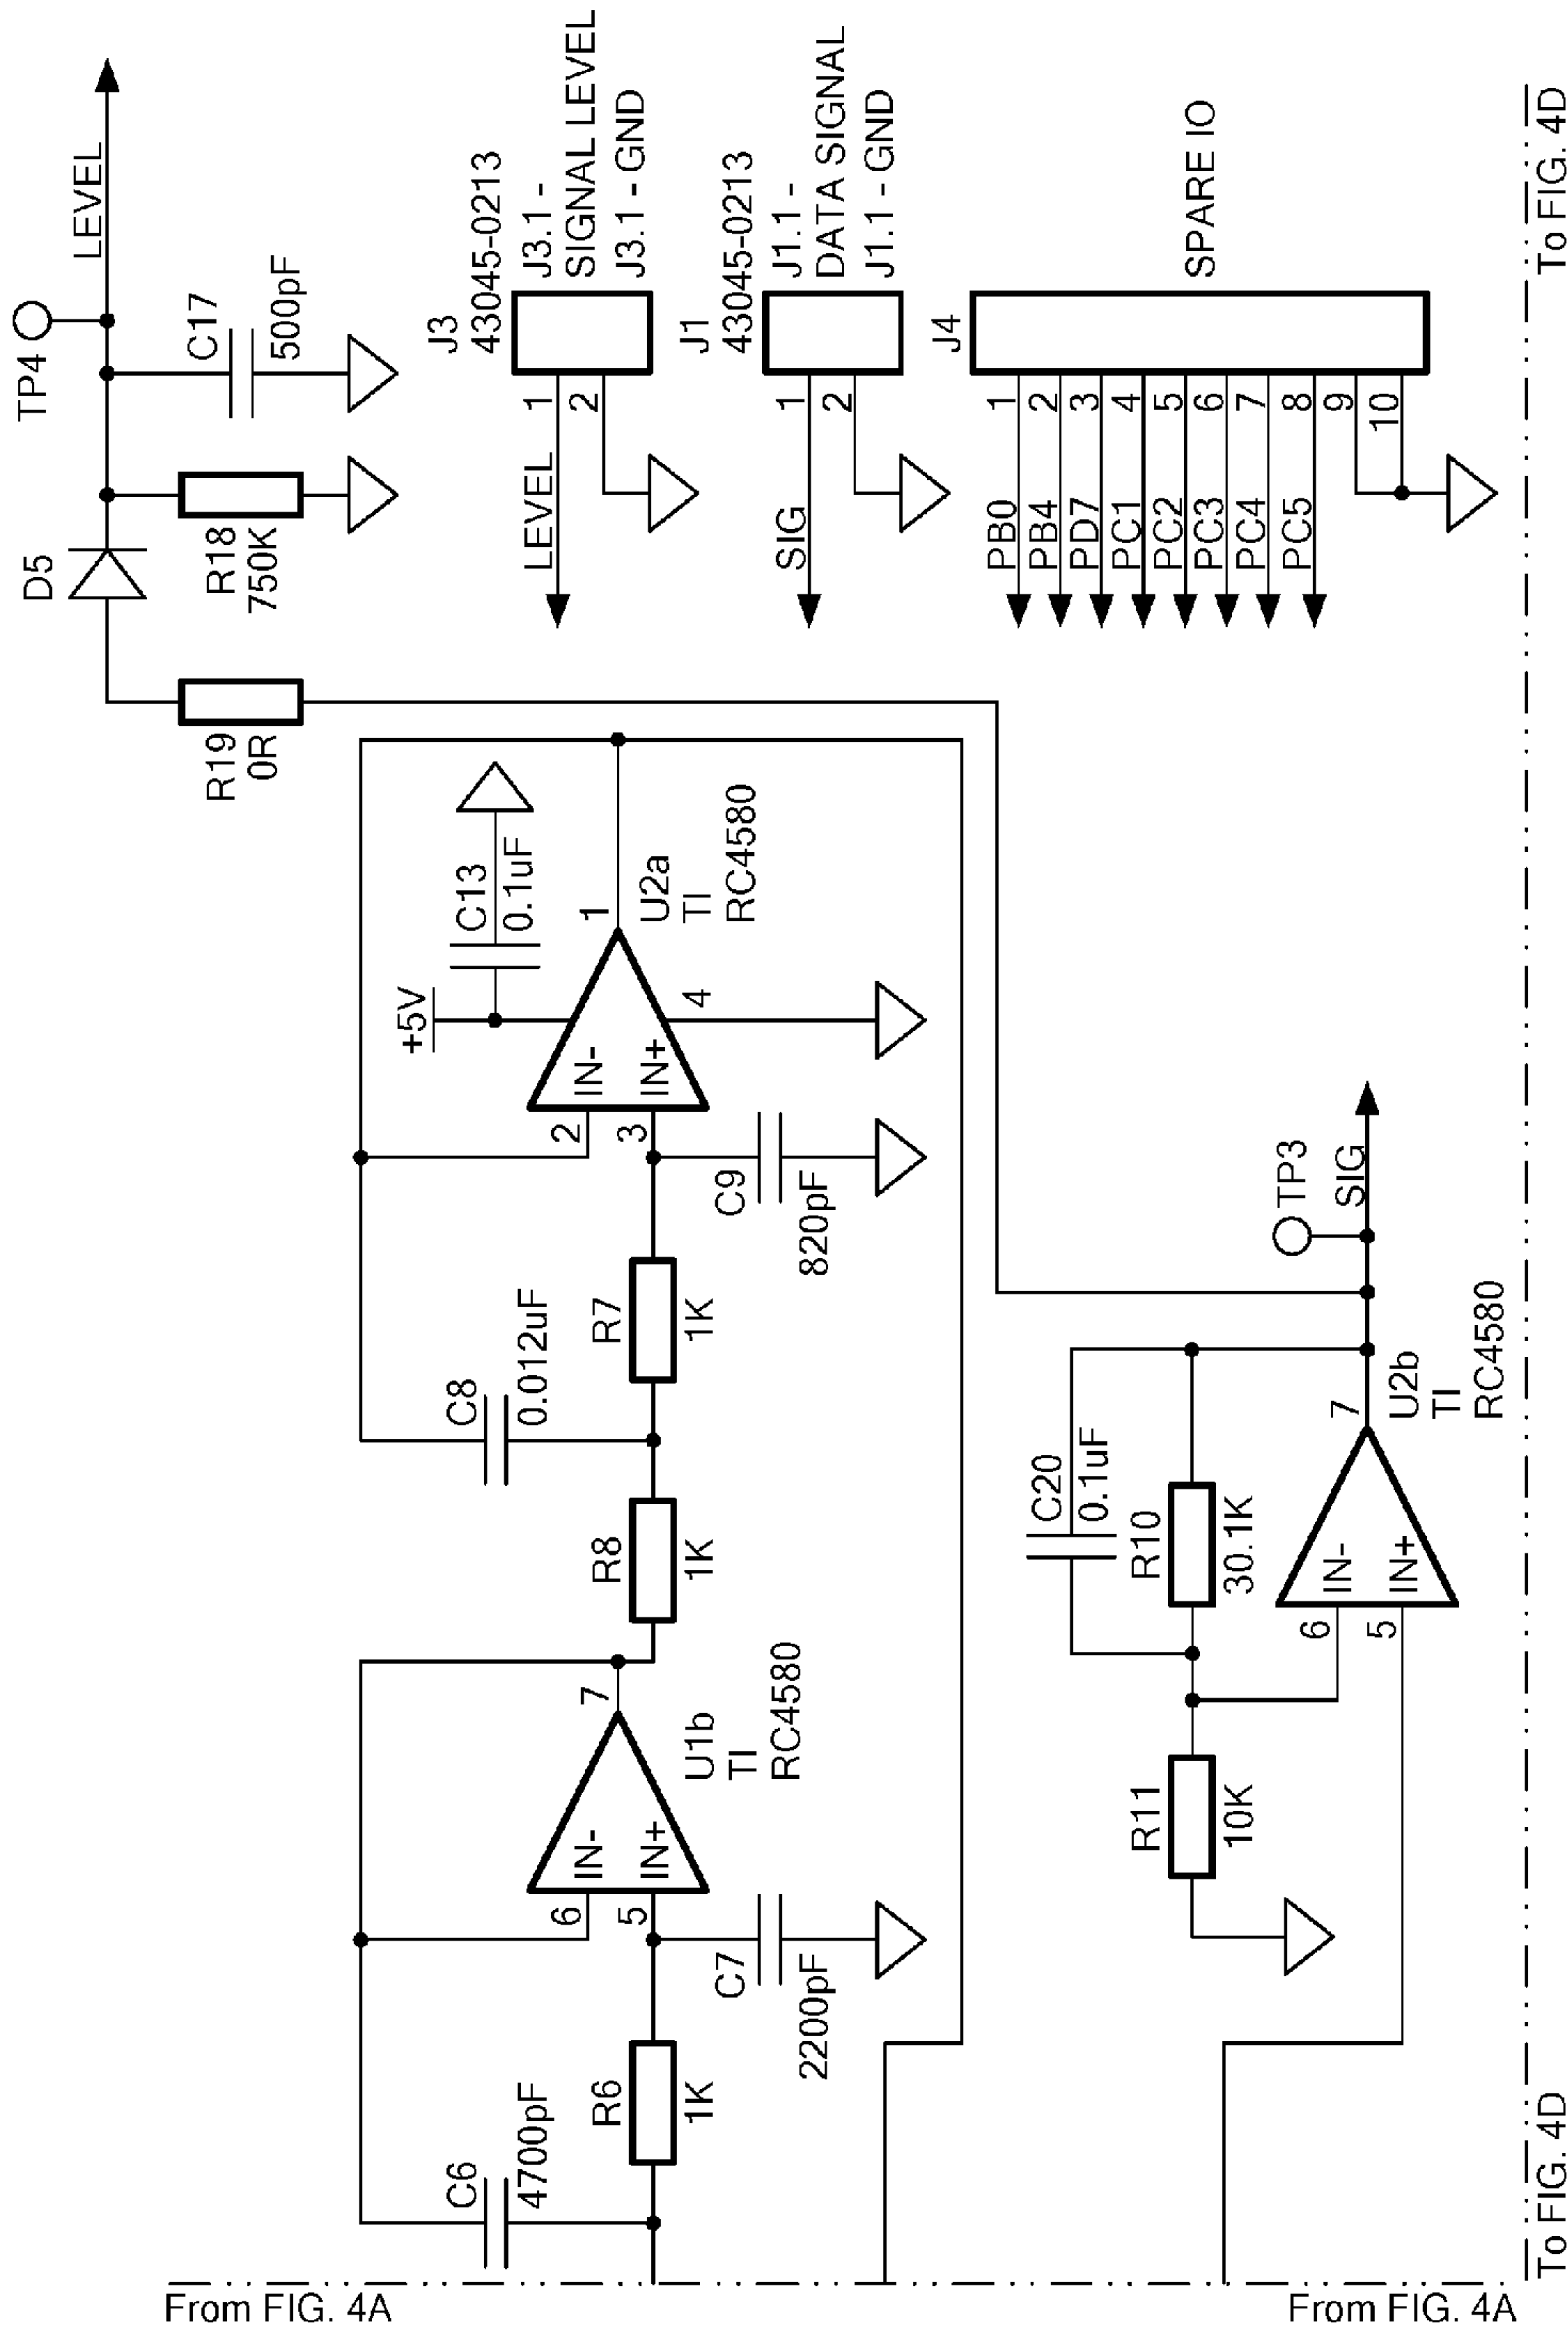 TP4
LEVEL
D5
C17
500pF
R18
750K
R19
0R
J3
43045-0213
J3.1 -
SIGNAL LEVEL
J3.1 - GND
LEVEL
1
2
J1
43045-0213
J1.1 -
DATA SIGNAL
J1.1 - GND
SIG
1
2
J4
SPARE IO
PB0 1
PB4 2
PD7 3
PC1 4
PC2 5
PC3 6
PC4 7
PC5 8
9
10
C6
4700pF
R6
1K
C7
2200pF
6
5
IN-
IN+
7
U1b
TI
RC4580
R8
1K
C8
0.012uF
R7
1K
C9
820pF
2
3
IN-
IN+
+5V
C13
0.1uF
4
1
U2a
TI
RC4580
R11
10K
C20
0.1uF
R10
30.1K
6
5
IN-
IN+
7
U2b
TI
RC4580
TP3
SIG
From FIG. 4A
From FIG. 4A
To FIG. 4D
To FIG. 4D